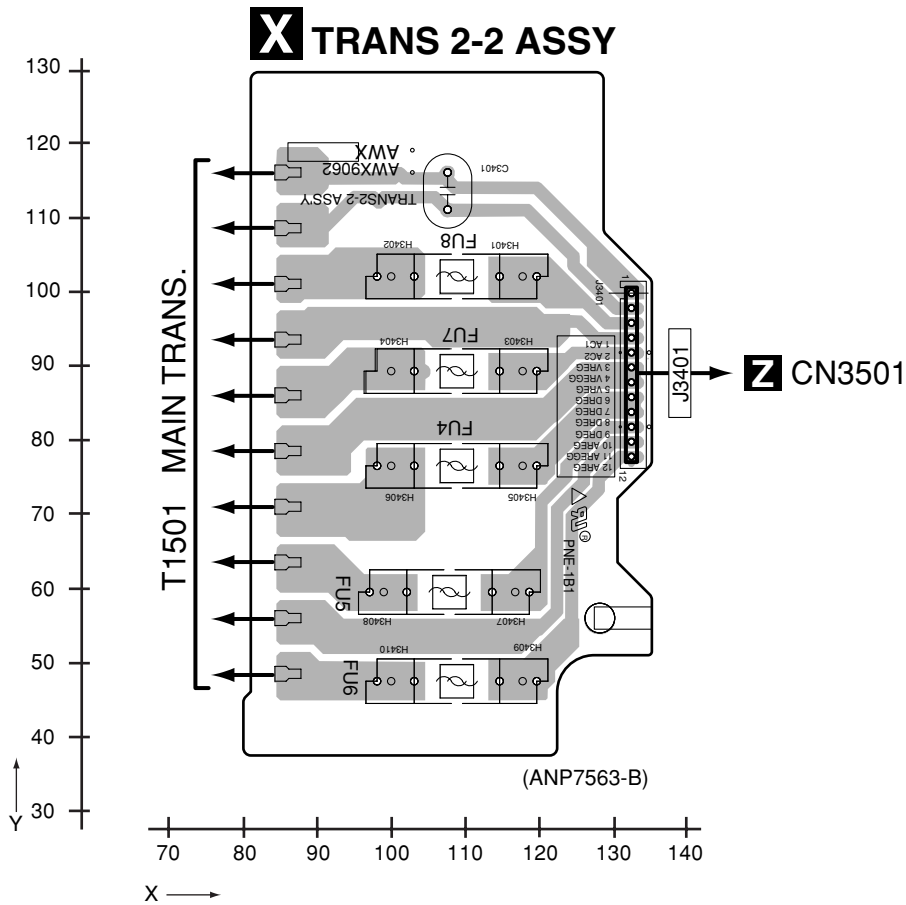 X TRANS 2-2 ASSY
130
120
110
100
90
80
70
60
50
40
30
Y
T1501 MAIN TRANS.
AWX
AWX9062
TRANS2-2 ASSY
C3401
H3402
FU8
H3401
J3401
1
H3404
FU7
H3403
1 AC1
2 AC2
3 VREG
4 VREGG
5 VREG
6 DREG
7 DREG
8 DREG
9 DREG
10 AREG
11 AREGG
12 AREG
12
J3401
Z CN3501
FU4
H3406
H3405
PNE-1B1
FU5
H3408
H3407
H3410
H3409
FU6
(ANP7563-B)
70 80 90 100 110 120 130 140
X